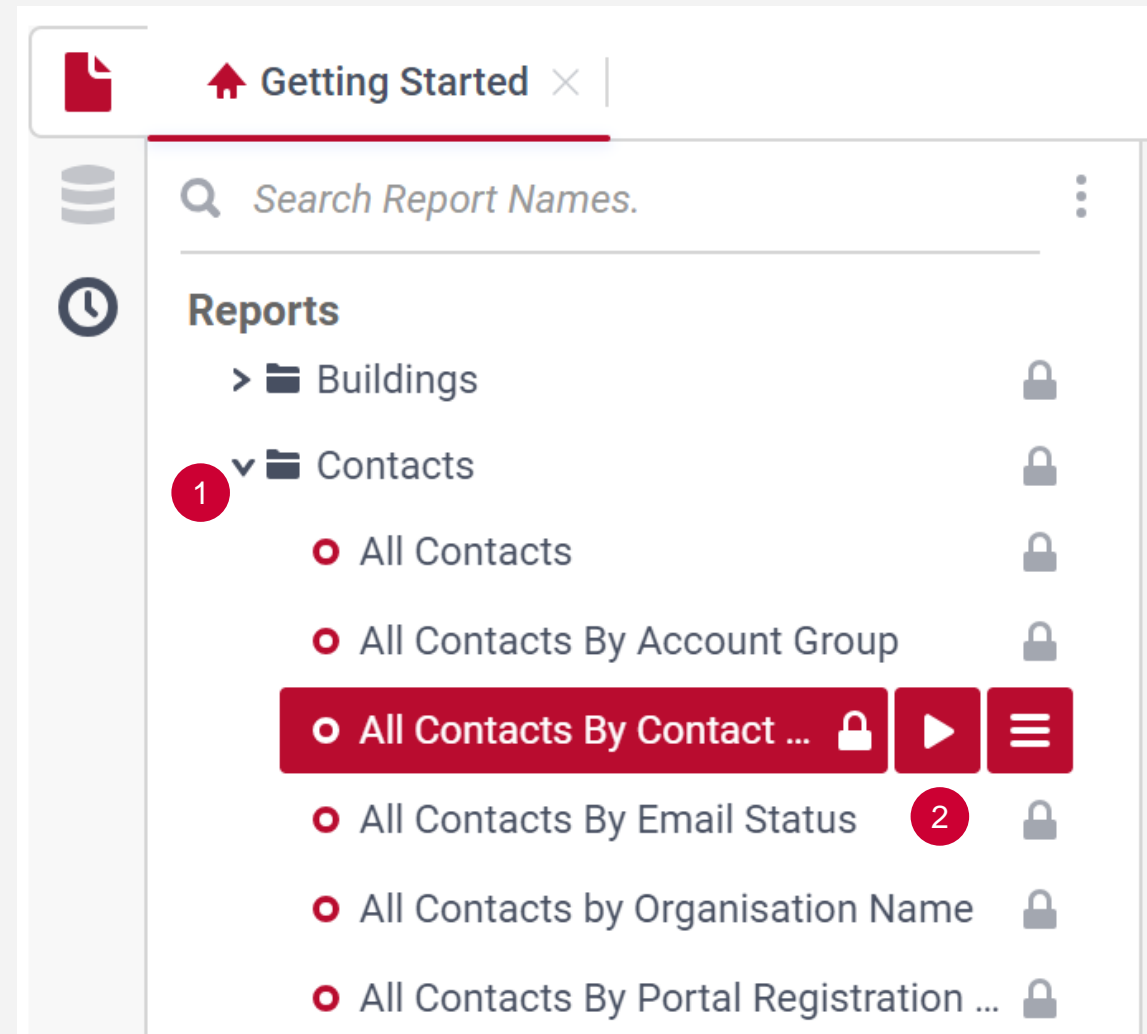 Getting Started
Search Report Names.
Reports
Buildings
Contacts
1
All Contacts
All Contacts By Account Group
All Contacts By Contact ...
All Contacts By Email Status
2
All Contacts by Organisation Name
All Contacts By Portal Registration ...